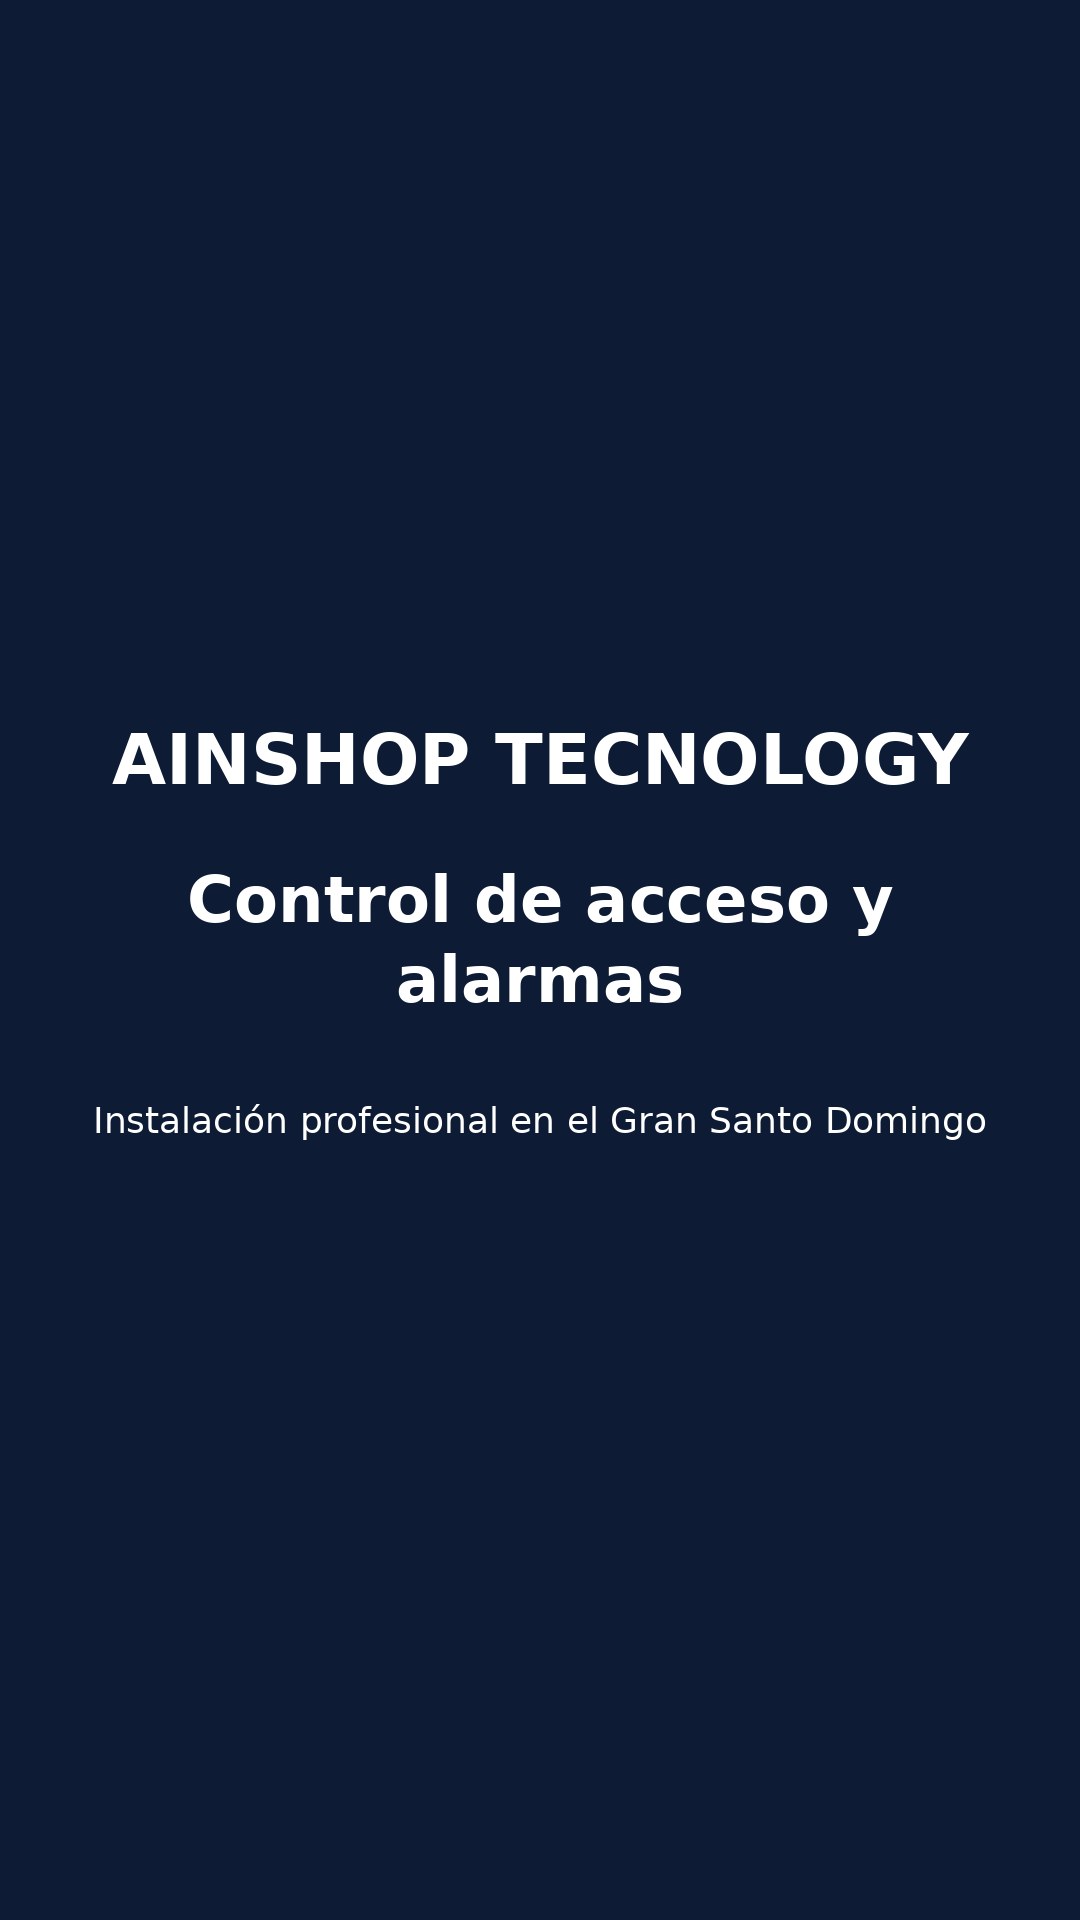 AINSHOP TECNOLOGY
Control de acceso y
alarmas
Instalación profesional en el Gran Santo Domingo